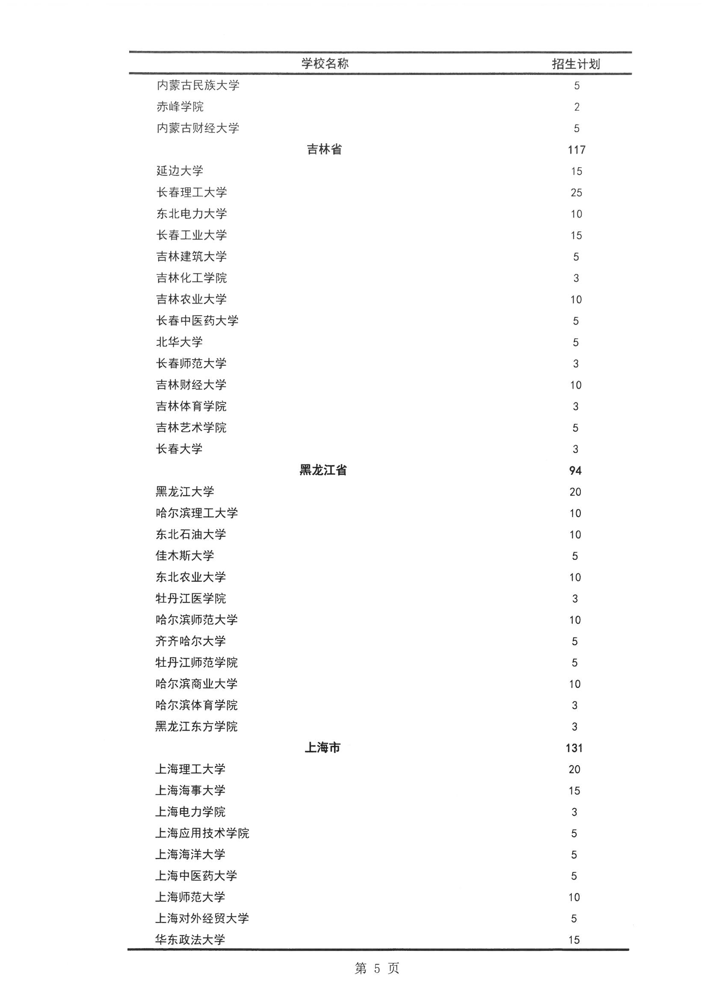 学校名称 招生计划
内蒙古民族大学 5
赤峰学院 2
内蒙古财经大学 5
吉林省 117
延边大学 15
长春理工大学 25
东北电力大学 10
长春工业大学 15
吉林建筑大学 5
吉林化工学院 3
吉林农业大学 10
长春中医药大学 5
北华大学 5
长春师范大学 3
吉林财经大学 10
吉林体育学院 3
吉林艺术学院 5
长春大学 3
黑龙江省 94
黑龙江大学 20
哈尔滨理工大学 10
东北石油大学 10
佳木斯大学 5
东北农业大学 10
牡丹江医学院 3
哈尔滨师范大学 10
齐齐哈尔大学 5
牡丹江师范学院 5
哈尔滨商业大学 10
哈尔滨体育学院 3
黑龙江东方学院 3
上海市 131
上海理工大学 20
上海海事大学 15
上海电力学院 3
上海应用技术学院 5
上海海洋大学 5
上海中医药大学 5
上海师范大学 10
上海对外经贸大学 5
华东政法大学 15
第 5 页